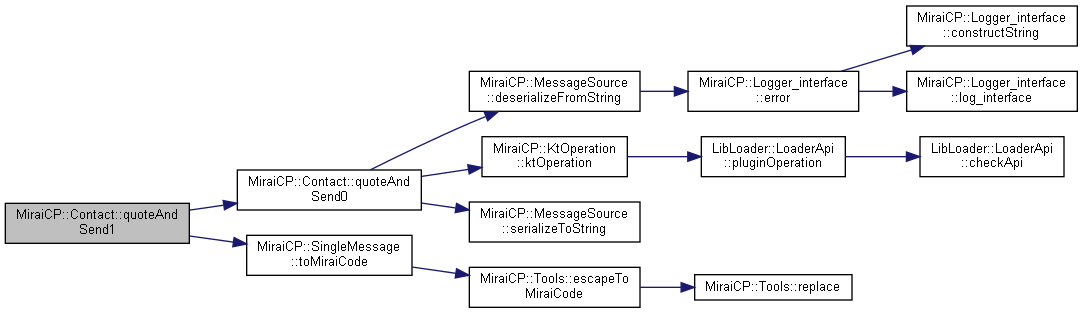 MiraiCP::Logger_interface
::constructString
MiraiCP::MessageSource
::deserializeFromString
MiraiCP::Logger_interface
::error
MiraiCP::Logger_interface
::log_interface
MiraiCP::KtOperation
::ktOperation
LibLoader::LoaderApi
::pluginOperation
LibLoader::LoaderApi
::checkApi
MiraiCP::Contact::quoteAnd
Send0
MiraiCP::Contact::quoteAnd
Send1
MiraiCP::MessageSource
::serializeToString
MiraiCP::SingleMessage
::toMiraiCode
MiraiCP::Tools::escapeTo
MiraiCode
MiraiCP::Tools::replace